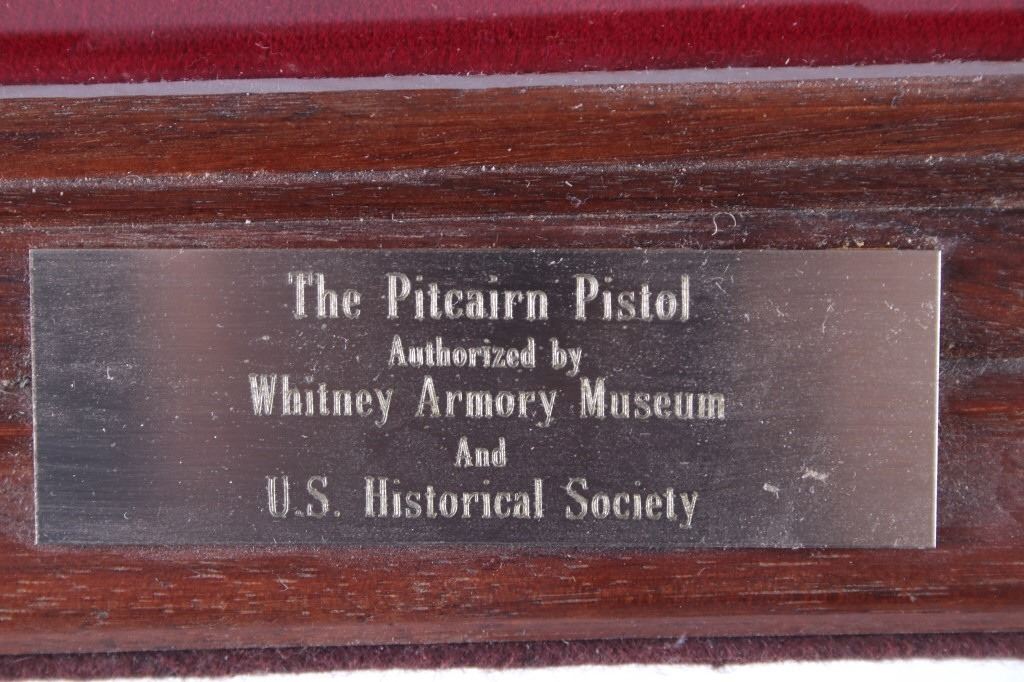 The Pitcairn Pistol
Authorized by
Whitney Armory Museum
And
U.S. Historical Society